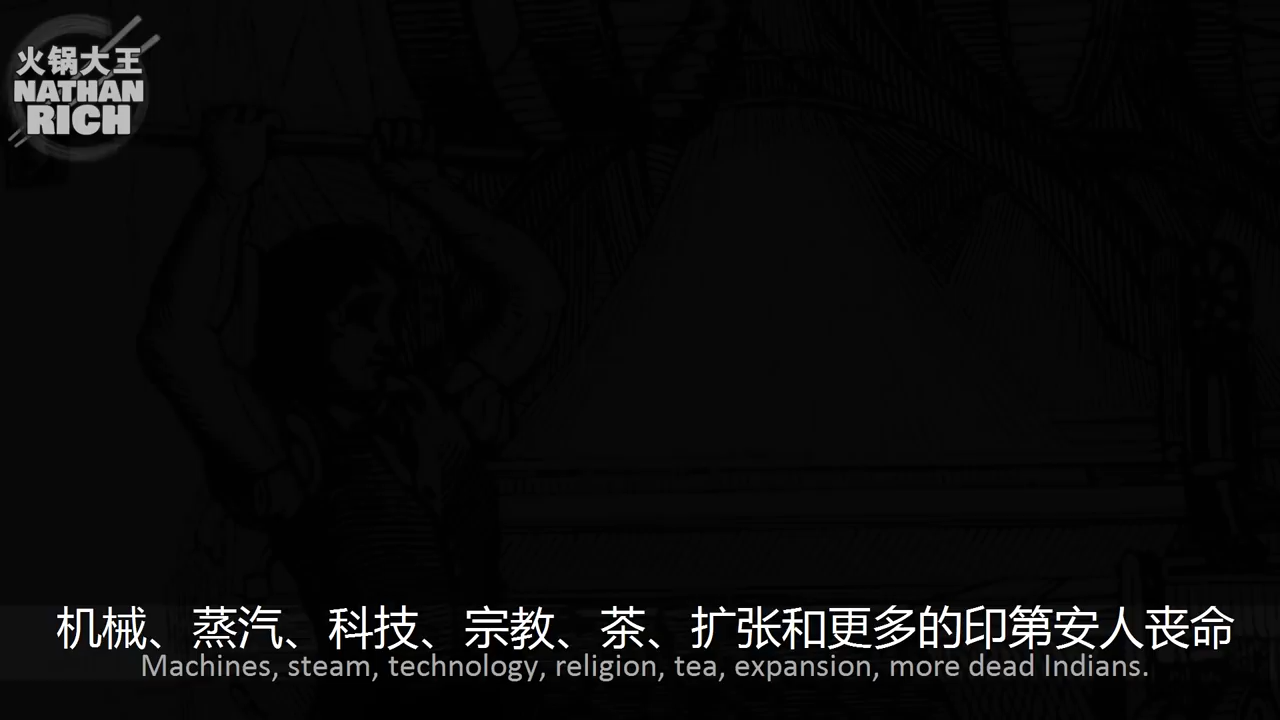 火锅大王
NATHAN
RICH
机械、蒸汽、科技、宗教、茶、扩张和更多的印第安人丧命
Machines, steam, technology, religion, tea, expansion, more dead Indians.